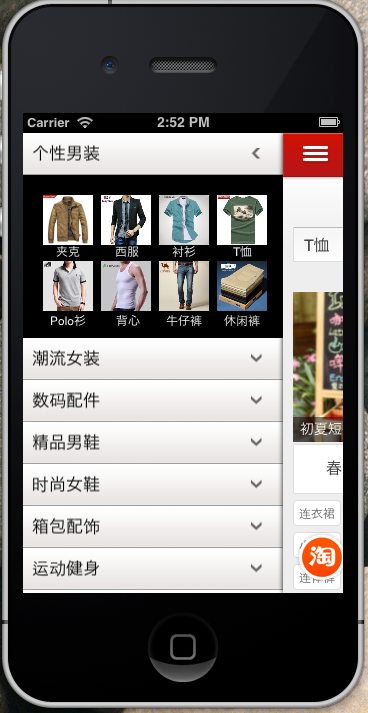 Carrier 2:52 PM
个性男装
夹克 西服 衬衫 T恤
Polo衫 背心 牛仔裤 休闲裤
潮流女装
数码配件
精品男鞋
时尚女鞋
箱包配饰
运动健身
T恤
初夏短
春
连衣裙
淘